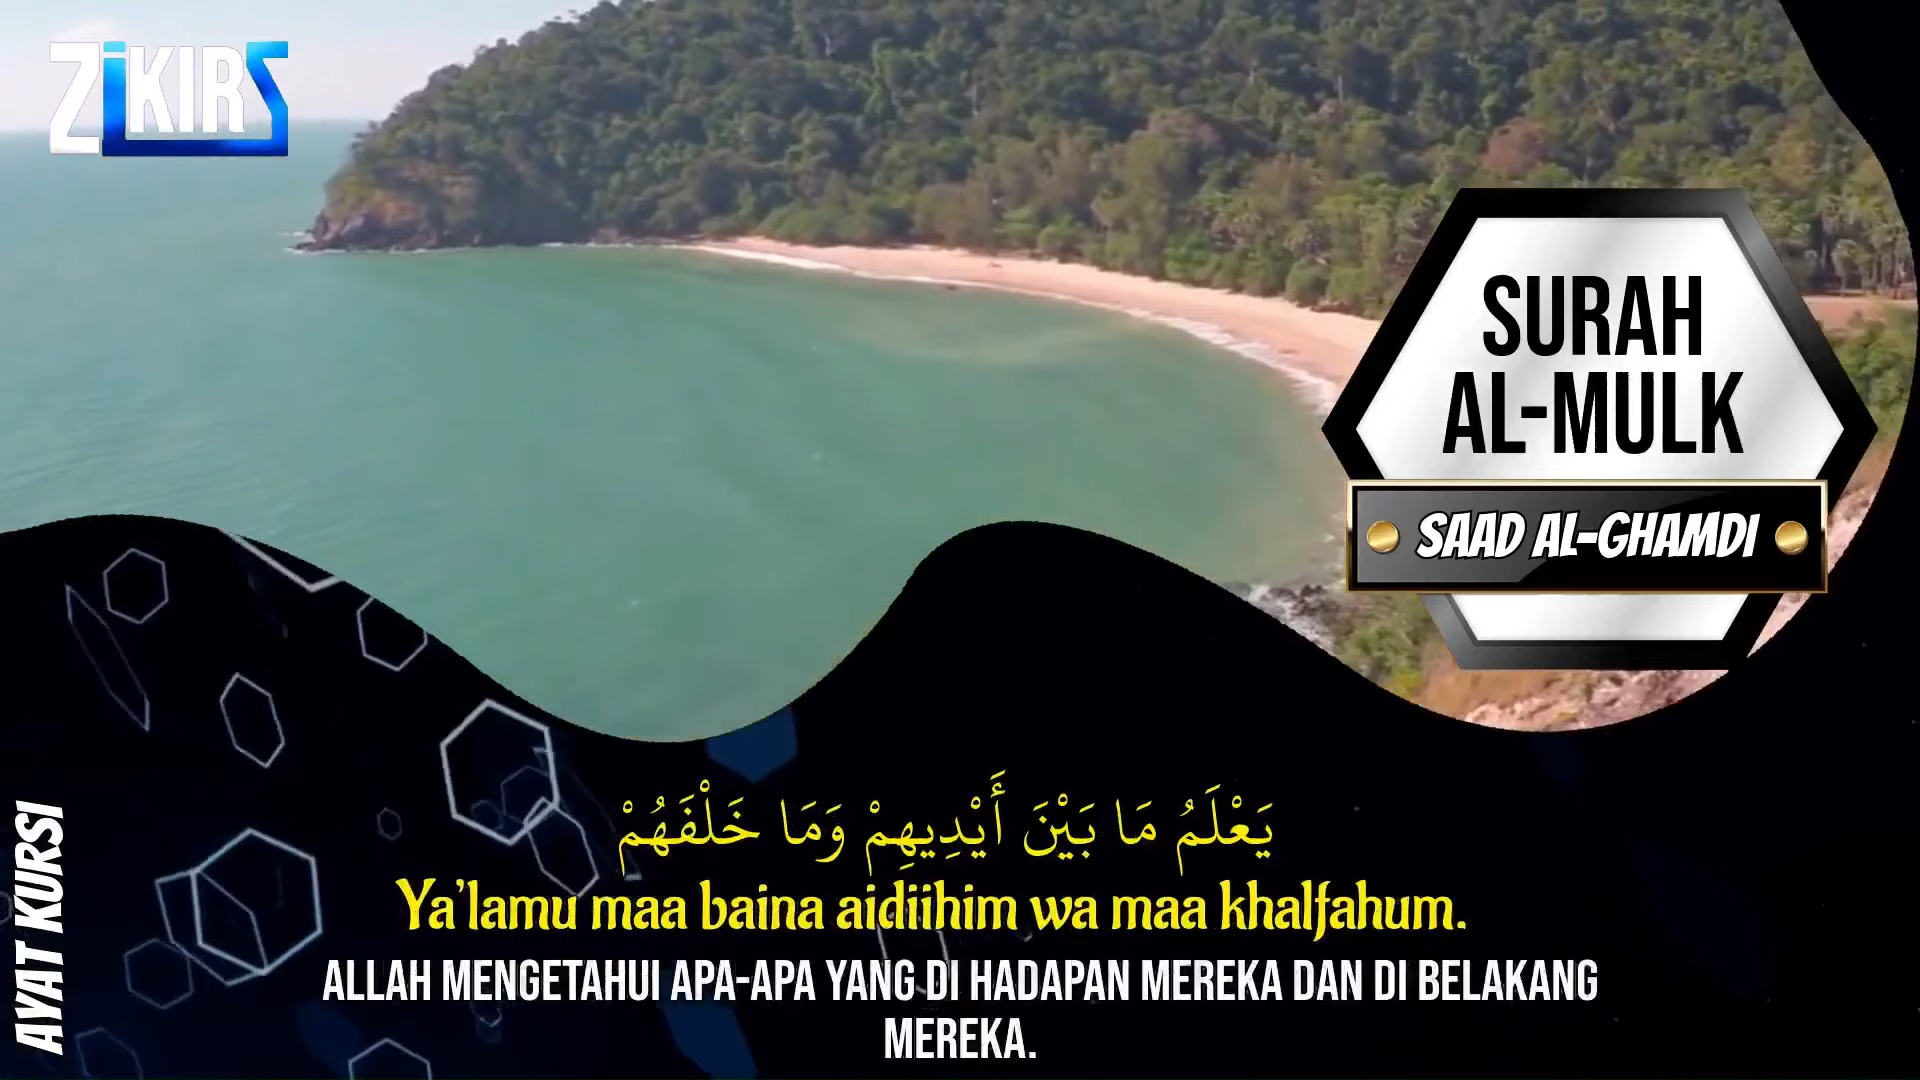 ZIKIRS
SURAH
AL-MULK
SAAD AL-GHAMDI
AYAT KURSI
يَعْلَمُ مَا بَيْنَ أَيْدِيهِمْ وَمَا خَلْفَهُمْ
Ya'lamu maa baina aidiihim wa maa khalfahum.
ALLAH MENGETAHUI APA-APA YANG DI HADAPAN MEREKA DAN DI BELAKANG
MEREKA.